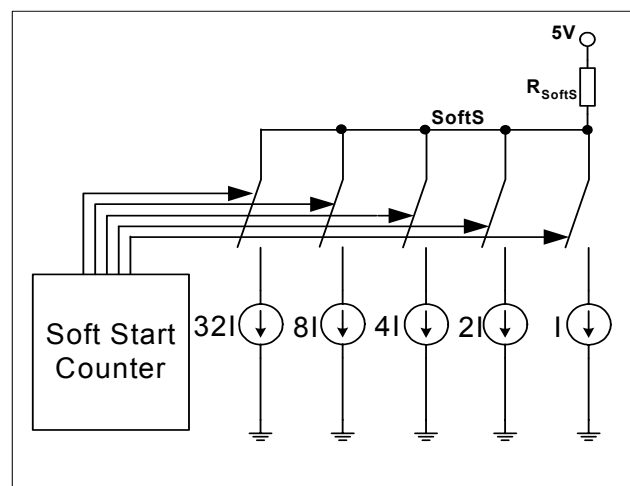 5V
RSoftS
SoftS
Soft Start
Counter
32I
8I
4I
2I
I